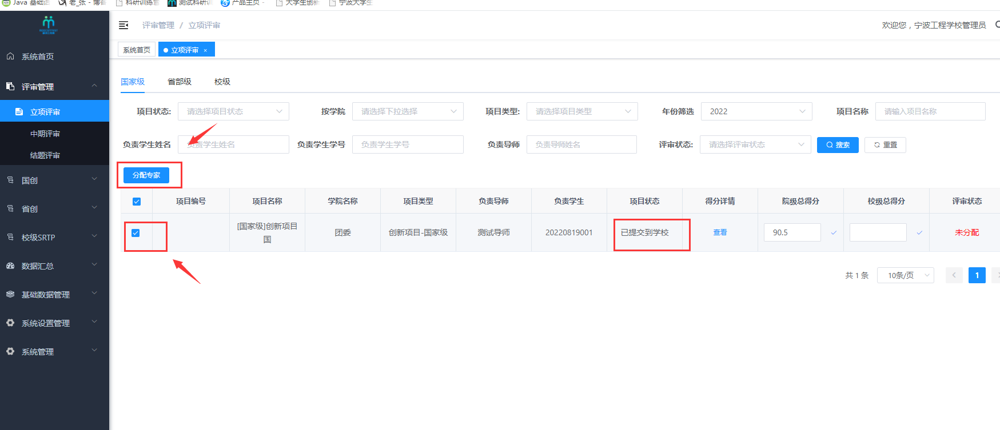 Java 基础语
老_张 - 博客
科研训练管
测试科研训
产品主页 -
大学生创新
宁波大学生
评审管理 / 立项评审
欢迎您，宁波工程学校管理员
系统首页
立项评审 ×
系统首页
评审管理
立项评审
中期评审
结题评审
国创
省创
校级SRTP
数据汇总
基础数据管理
系统设置管理
系统管理
国家级 省部级 校级
项目状态: 请选择项目状态 按学院 请选择下拉选择 项目类型: 请选择项目类型 年份筛选 2022 项目名称 请输入项目名称
负责学生姓名 负责学生姓名 负责学生学号 负责学生学号 负责导师 负责导师姓名 评审状态: 请选择评审状态 搜索 重置
分配专家
项目编号 项目名称 学院名称 项目类型 负责导师 负责学生 项目状态 得分详情 院级总得分 校级总得分 评审状态
[国家级]创新项目
国
团委 创新项目-国家级 测试导师 20220819001 已提交到学校 查看 90.5 未分配
共 1 条 10条/页 1